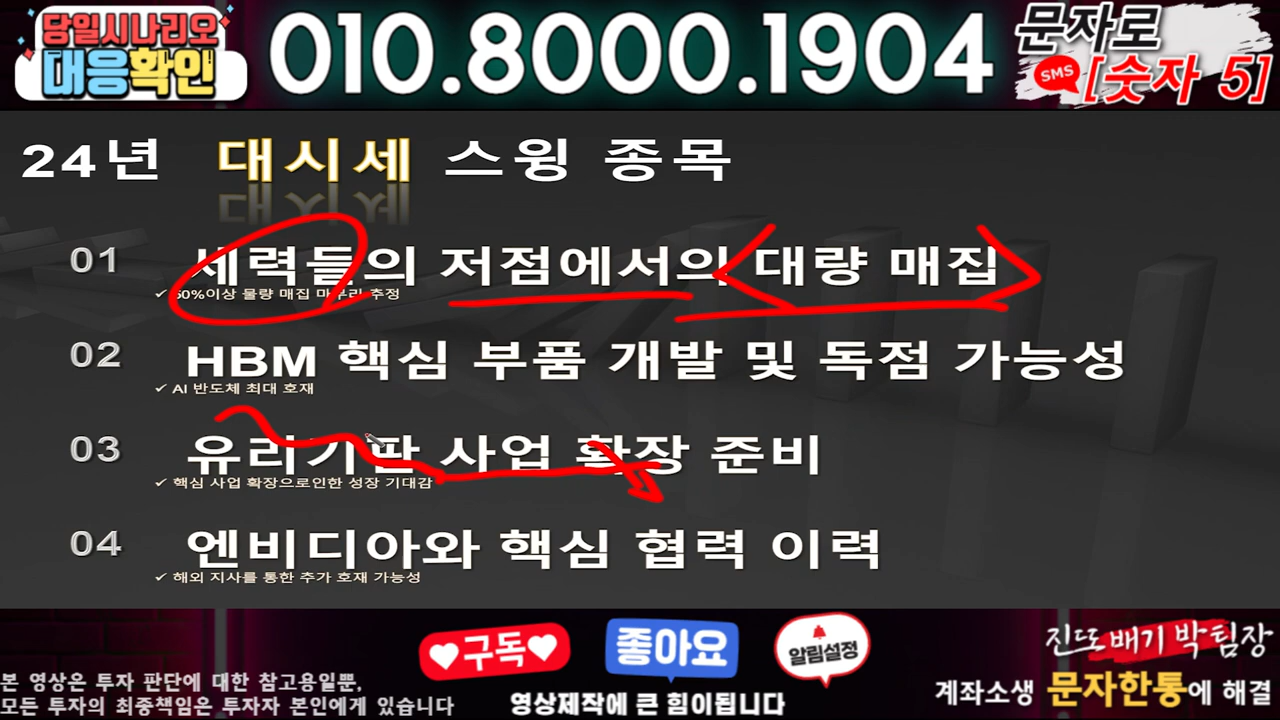 당일시나리오
대응확인
010.8000.1904
문자로
SMS
[숫자 5]
24년 대시세 스윙 종목
01 세력들의 저점에서의 대량 매집
✓ 50%이상 물량 매집 마무리 추정
02 HBM 핵심 부품 개발 및 독점 가능성
✓ AI 반도체 최대 호재
03 유리기판 사업 확장 준비
✓ 핵심 사업 확장으로인한 성장 기대감
04 엔비디아와 핵심 협력 이력
✓ 해외 지사를 통한 추가 호재 가능성
구독
좋아요
알림설정
영상제작에 큰 힘이됩니다
본 영상은 투자 판단에 대한 참고용일뿐,
모든 투자의 최종책임은 투자자 본인에게 있습니다
진또배기 박팀장
계좌소생 문자한통에 해결